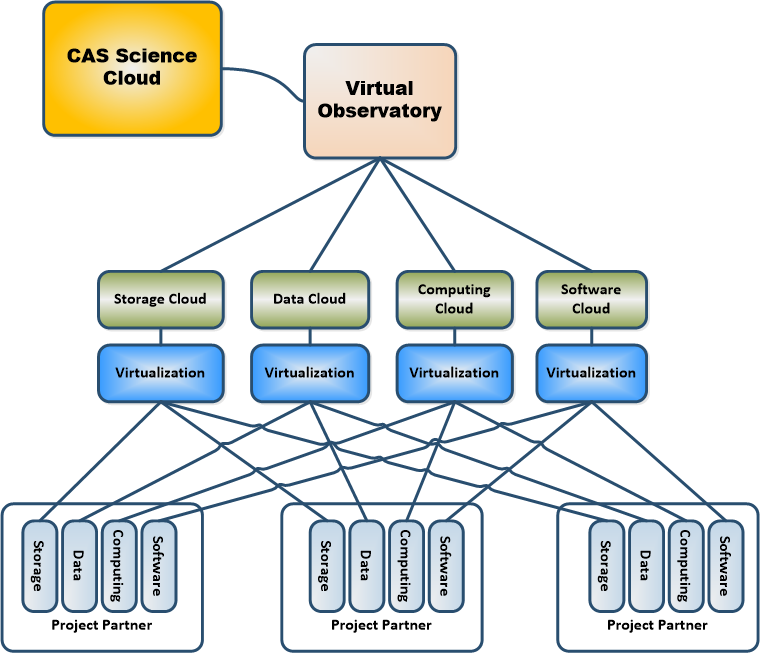 CAS Science
Cloud
Virtual
Observatory
Storage Cloud
Data Cloud
Computing
Cloud
Software
Cloud
Virtualization
Virtualization
Virtualization
Virtualization
Storage
Data
Computing
Software
Project Partner
Storage
Data
Computing
Software
Project Partner
Storage
Data
Computing
Software
Project Partner